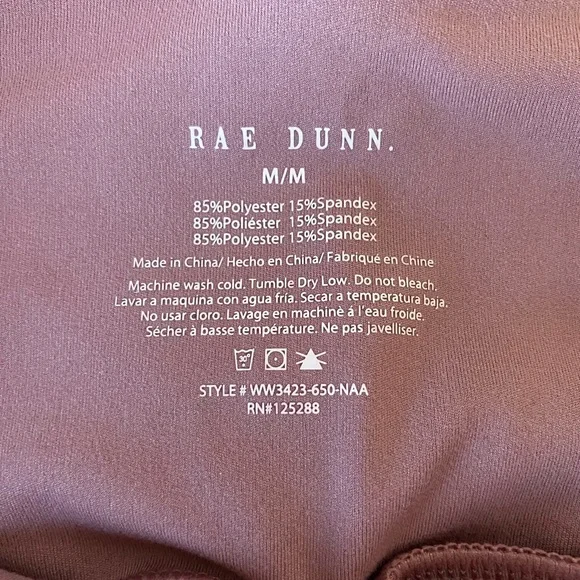 RAE DUNN.
M/M
85%Polyester 15%Spandex
85%Poliéster 15%Spandex
85%Polyester 15%Spandex
Made in China/ Hecho en China/ Fabriqué en Chine
Machine wash cold. Tumble Dry Low. Do not bleach.
Lavar a maquina con agua fría. Secar a temperatura baja.
No usar cloro. Lavage en machinè á l'eau froide.
Sécher à basse température. Ne pas javelliser.
30°
STYLE # WW3423-650-NAA
RN#125288